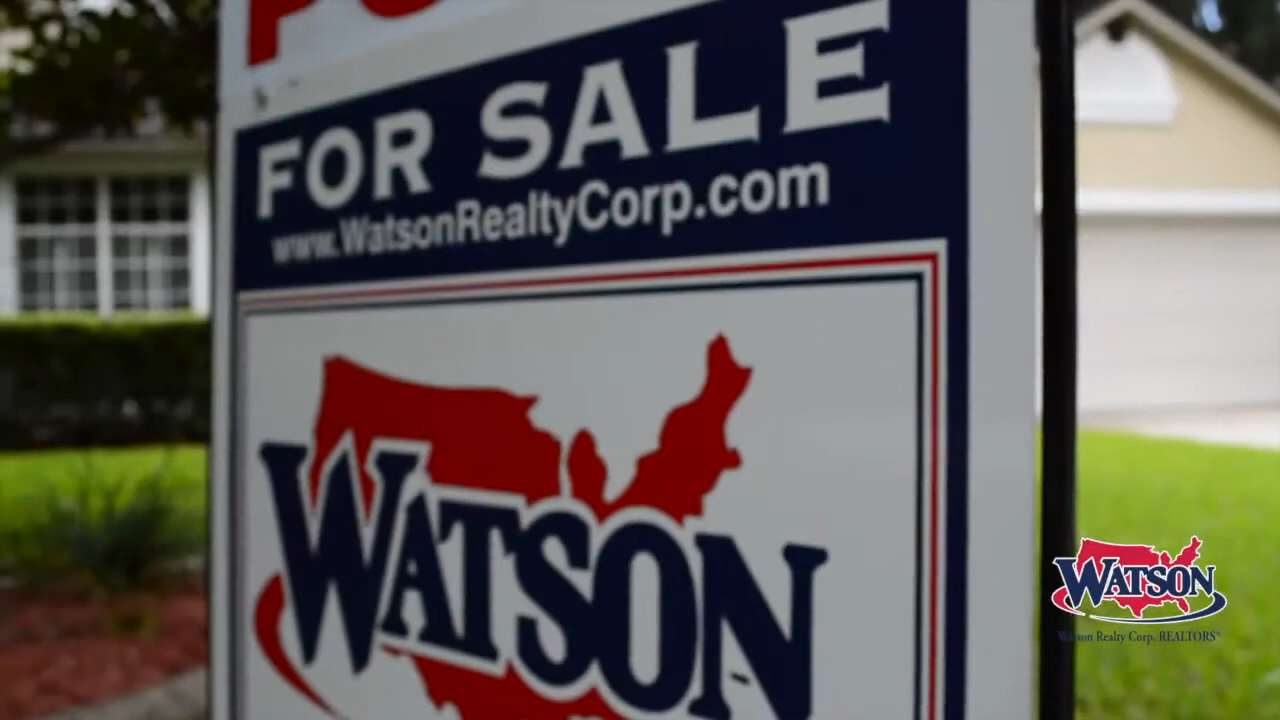 FOR SALE
www.WatsonRealtyCorp.com
WATSON
WATSON
Watson Realty Corp. REALTORS®